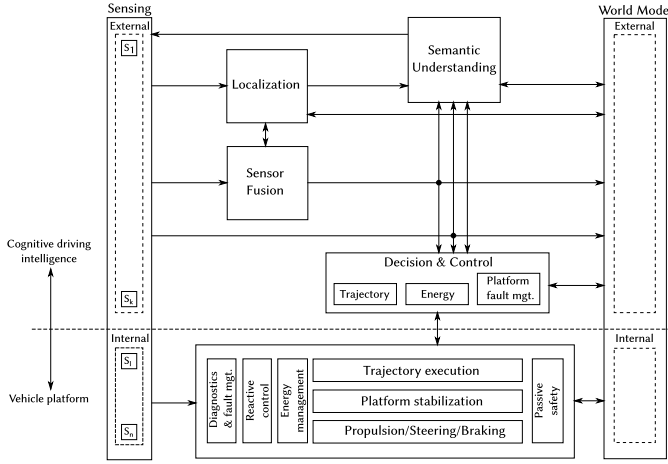 Sensing
World Mode
External
External
S1
Semantic
Understanding
Localization
Sensor
Fusion
Cognitive driving
intelligence
Decision & Control
Trajectory
Energy
Platform
fault mgt.
Sk
Internal
Internal
Sl
Sn
Vehicle platform
Diagnostics
& fault mgt.
Reactive
control
Energy
management
Trajectory execution
Platform stabilization
Propulsion/Steering/Braking
Passive
safety